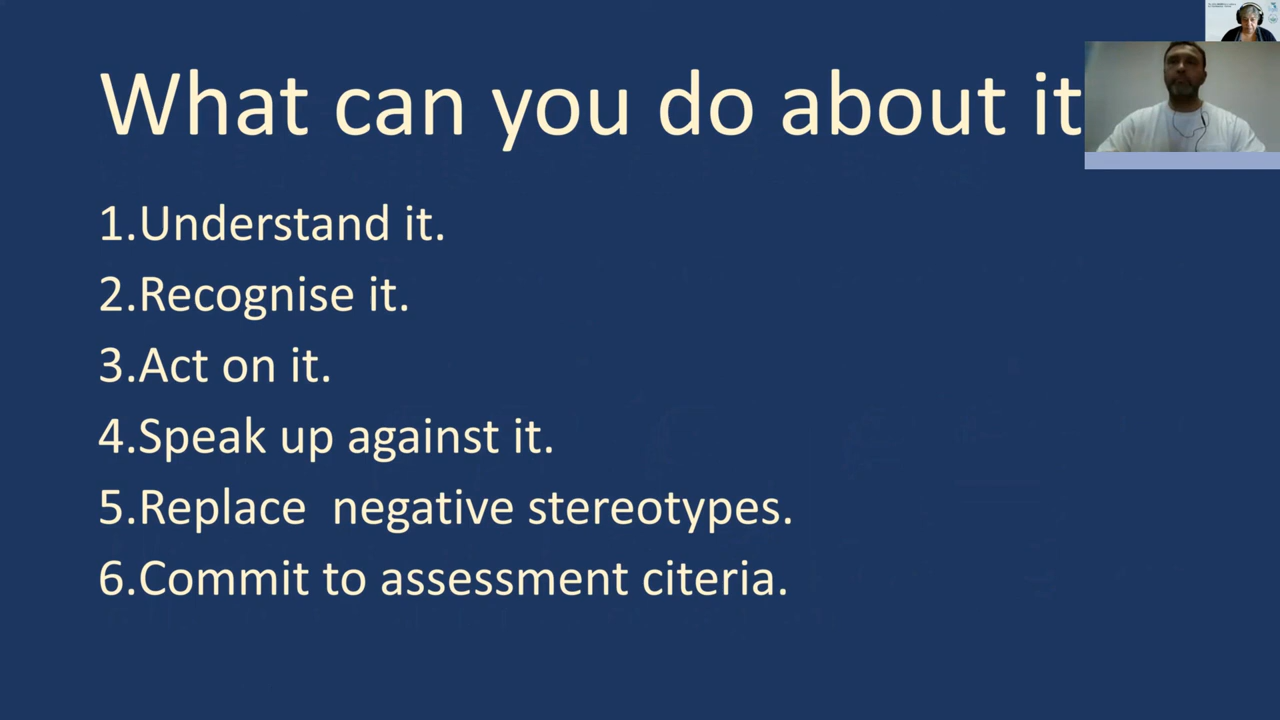 What can you do about it
1.Understand it.
2.Recognise it.
3.Act on it.
4.Speak up against it.
5.Replace  negative stereotypes.
6.Commit to assessment citeria.